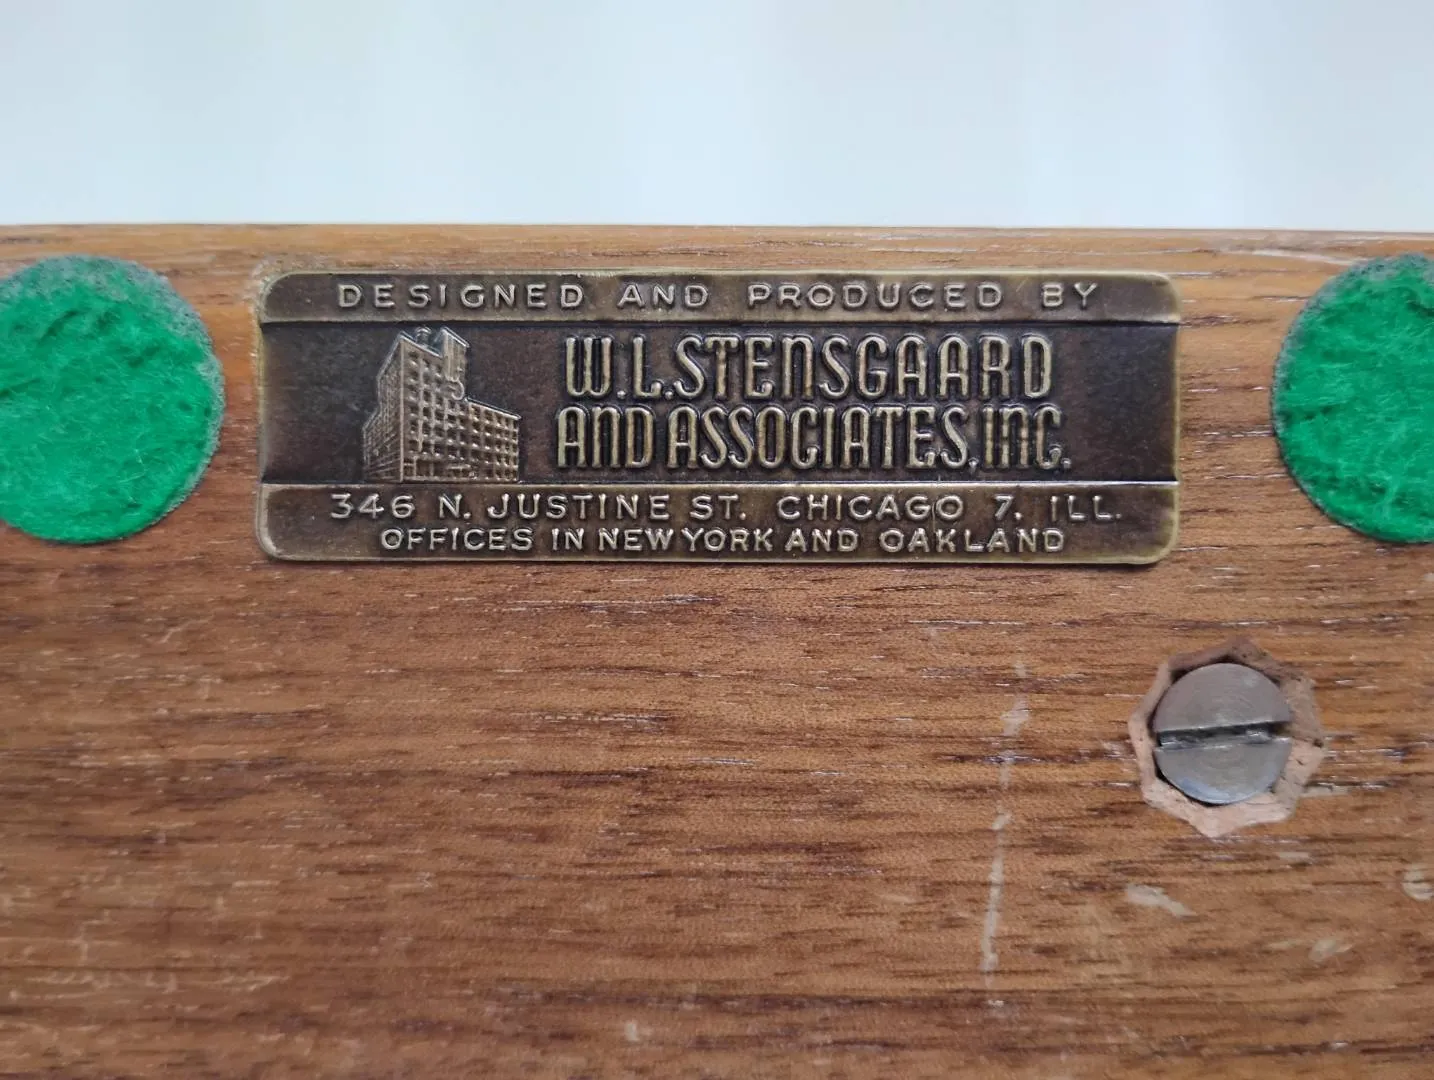 DESIGNED AND PRODUCED BY
W.L.STENSGAARD
AND ASSOCIATES, INC.
346 N. JUSTINE ST. CHICAGO 7, ILL.
OFFICES IN NEW YORK AND OAKLAND